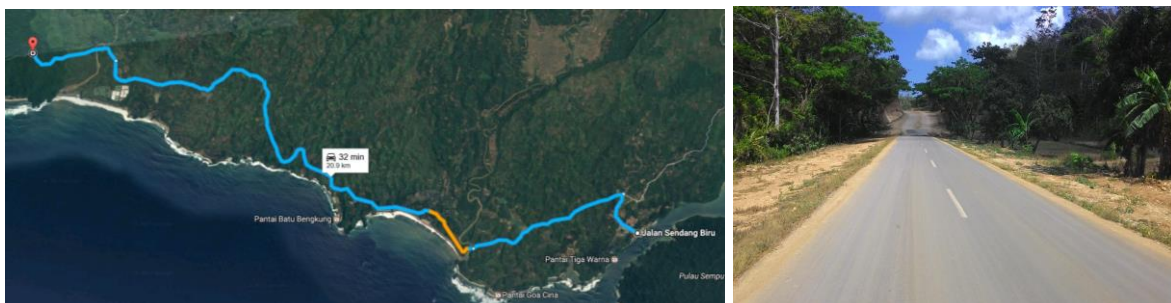 32 min
20.9 km
Pantai Batu Bengkung
Jalan Sendang Biru
Pantai Tiga Warna
Pulau Sempu
Pantai Goa Cina